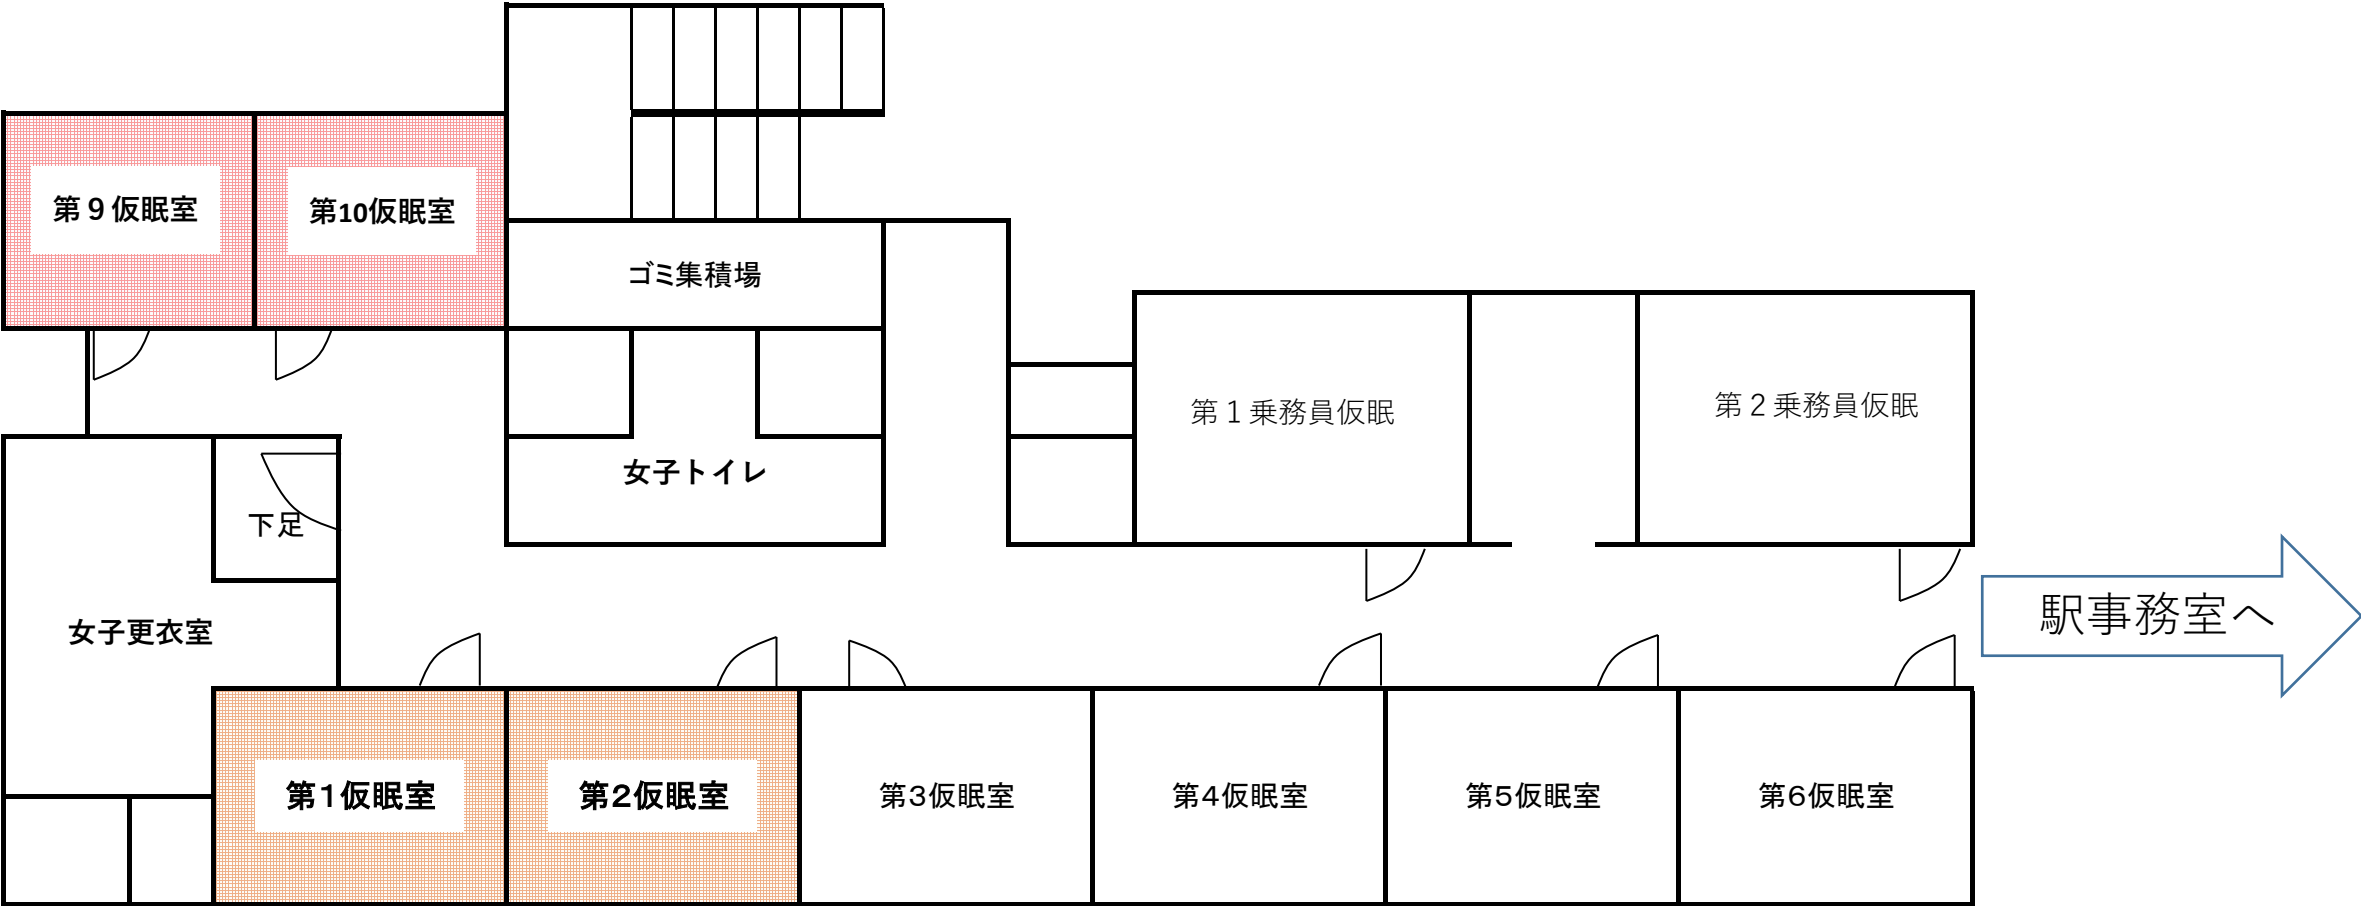 第９仮眠室
第10仮眠室
ゴミ集積場
第１乗務員仮眠
第２乗務員仮眠
女子トイレ
下足
駅事務室へ
女子更衣室
第1仮眠室
第2仮眠室
第3仮眠室
第4仮眠室
第5仮眠室
第6仮眠室